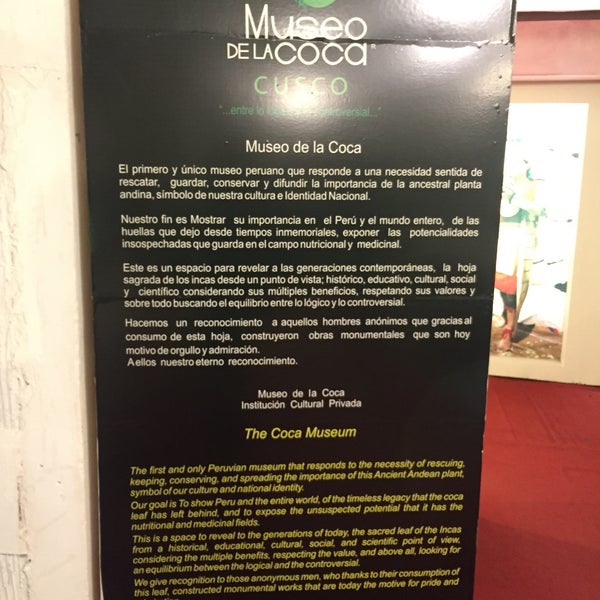 Museo
DE LA COCA
CUSCO
"...entre lo
controversial..."
Museo de la Coca
El primero y único museo peruano que responde a una necesidad sentida de
rescatar, guardar, conservar y difundir la importancia de la ancestral planta
andina, símbolo de nuestra cultura e Identidad Nacional.
Nuestro fin es Mostrar su importancia en el Perú y el mundo entero, de las
huellas que dejo desde tiempos inmemoriales, exponer las potencialidades
insospechadas que guarda en el campo nutricional y medicinal.
Este es un espacio para revelar a las generaciones contemporáneas, la hoja
sagrada de los incas desde un punto de vista; histórico, educativo, cultural, social
y científico considerando sus múltiples beneficios, respetando sus valores y
sobre todo buscando el equilibrio entre lo lógico y lo controversial.
Hacemos un reconocimiento a aquellos hombres anónimos que gracias al
consumo de esta hoja, construyeron obras monumentales que son hoy
motivo de orgullo y admiración.
A ellos nuestro eterno reconocimiento.
Museo de la Coca
Institución Cultural Privada
The Coca Museum
The first and only Peruvian museum that responds to the necessity of rescuing,
keeping, conserving, and spreading the importance of this Ancient Andean plant,
symbol of our culture and national identity.
Our goal is To show Peru and the entire world, of the timeless legacy that the coca
leaf has left behind, and to expose the unsuspected potential that it has the
nutritional and medicinal fields.
This is a space to reveal to the generations of today, the sacred leaf of the Incas
from a historical, educational, cultural, social, and scientific point of view,
considering the multiple benefits, respecting the value, and above all, looking for
an equilibrium between the logical and the controversial.
We give recognition to those anonymous men, who thanks to their consumption of
this leaf, constructed monumental works that are today the motive for pride and